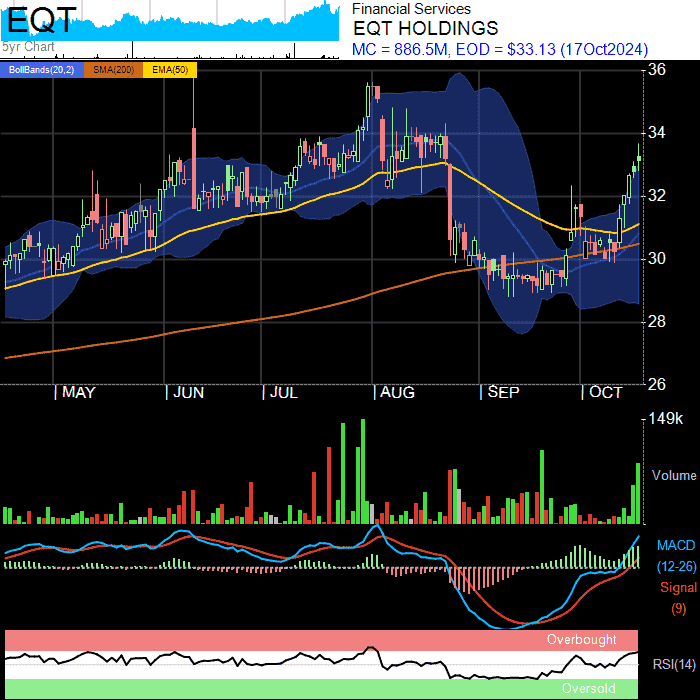 EQT
5yr Chart
Financial Services
EQT HOLDINGS
MC = 886.5M, EOD = $33.13 (17Oct2024)
BollBands(20,2) SMA(200) EMA(50)
36
34
32
30
28
26
MAY JUN JUL AUG SEP OCT
149k
Volume
MACD
(12-26)
Signal
(9)
Overbought
RSI(14)
Oversold